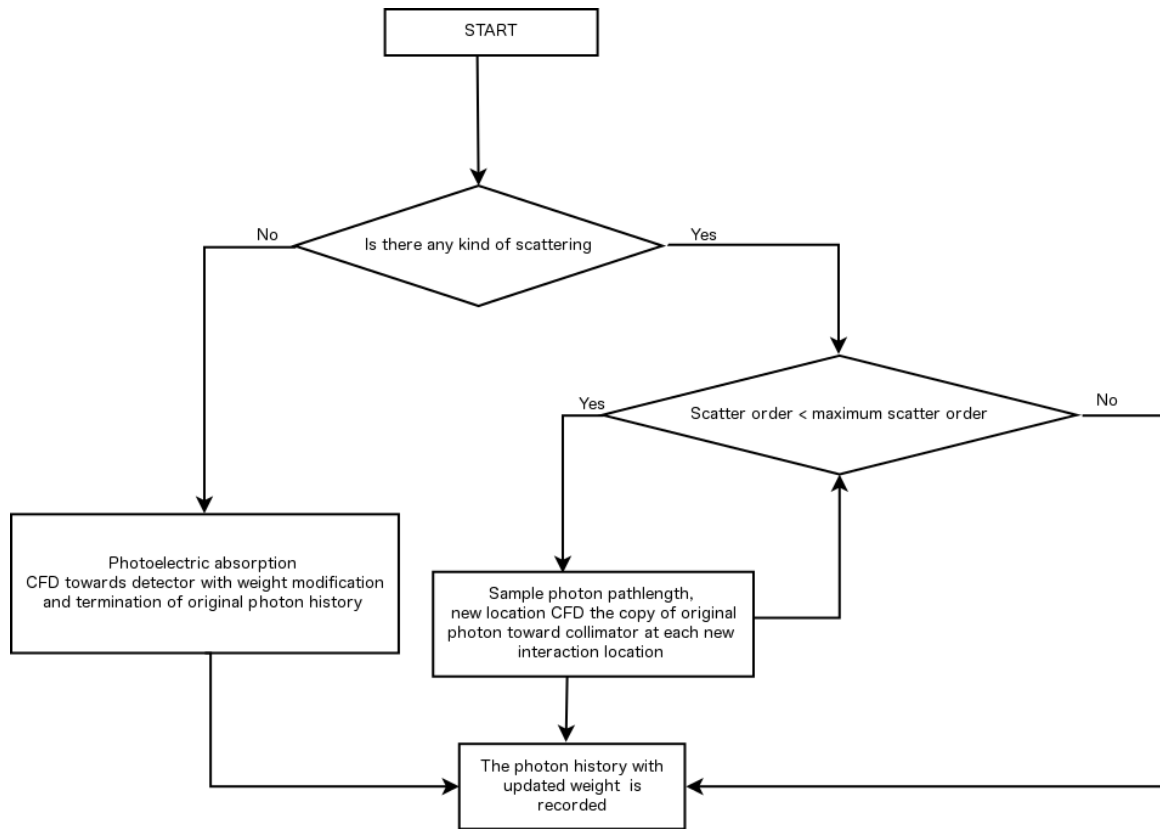 START
No
Is there any kind of scattering
Yes
Yes
Scatter order < maximum scatter order
No
Photoelectric absorption
CFD towards detector with weight modification
and termination of original photon history
Sample photon pathlength,
new location CFD the copy of original
photon toward collimator at each new
interaction location
The photon history with
updated weight is
recorded